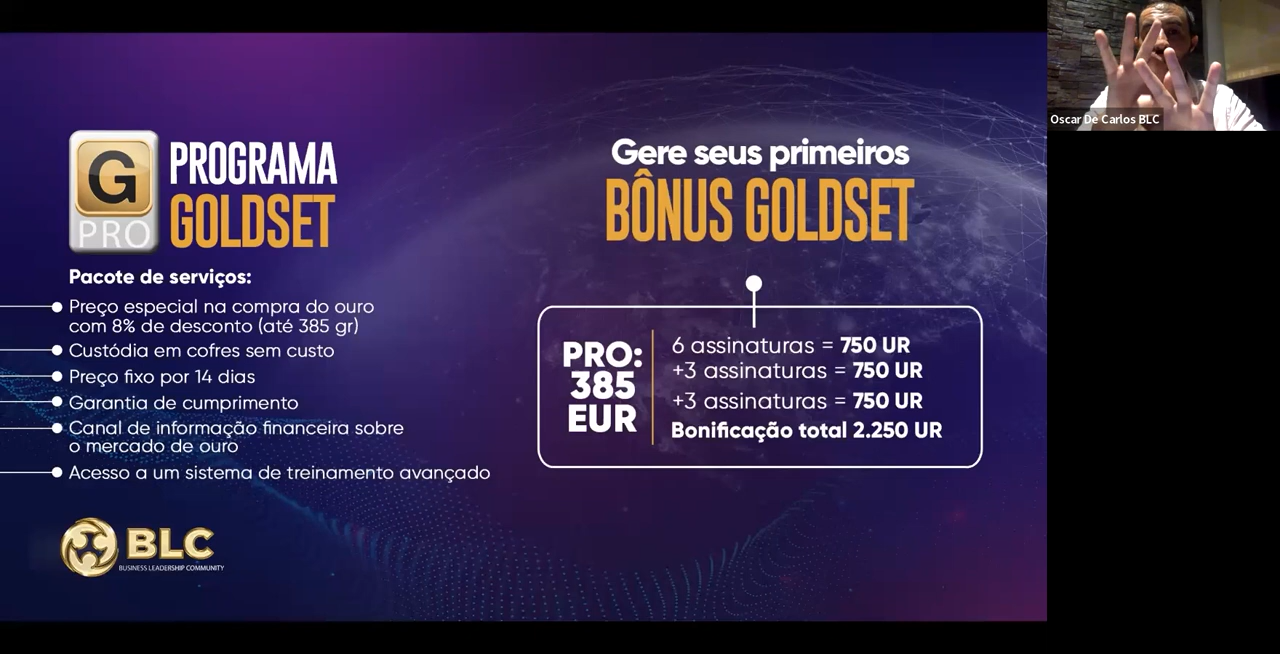 G
PRO
PROGRAMA
GOLDSET
Pacote de serviços:
Preço especial na compra do ouro
com 8% de desconto (até 385 gr)
Custódia em cofres sem custo
Preço fixo por 14 dias
Garantia de cumprimento
Canal de informação financeira sobre
o mercado de ouro
Acesso a um sistema de treinamento avançado
BLC
BUSINESS LEADERSHIP COMMUNITY
Gere seus primeiros
BÔNUS GOLDSET
PRO:
385
EUR
6 assinaturas = 750 UR
+3 assinaturas = 750 UR
+3 assinaturas = 750 UR
Bonificação total 2.250 UR
Oscar De Carlos BLC